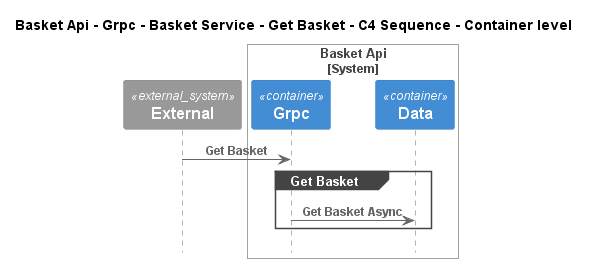 Basket Api - Grpc - Basket Service - Get Basket - C4 Sequence - Container level
Basket Api
[System]
«external_system»
External
«container»
Grpc
«container»
Data
Get Basket
Get Basket
Get Basket Async